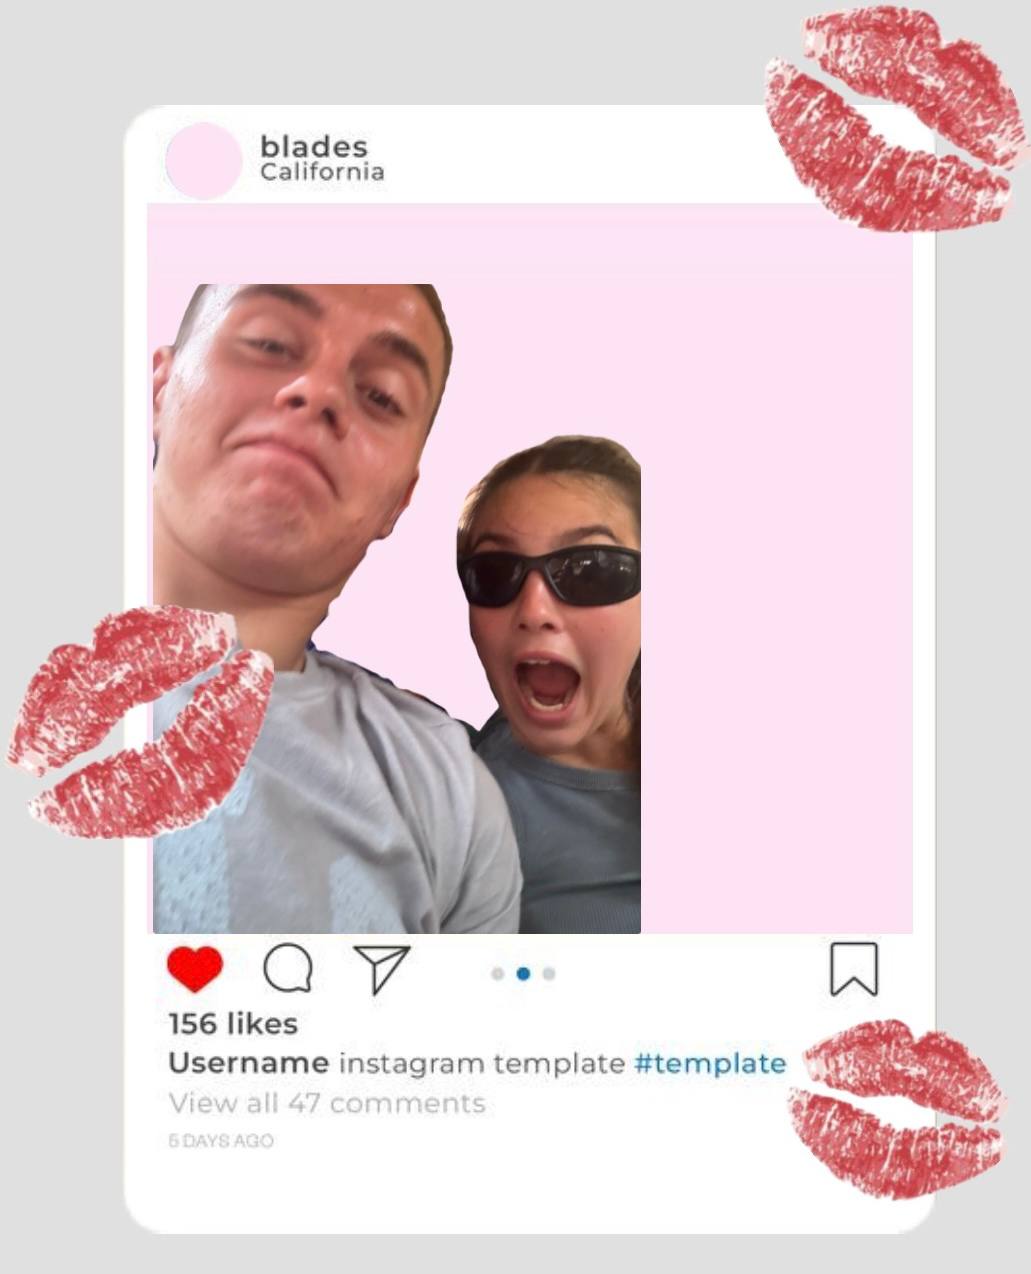 blades
California
156 likes
Username instagram template #template
View all 47 comments
5 DAYS AGO